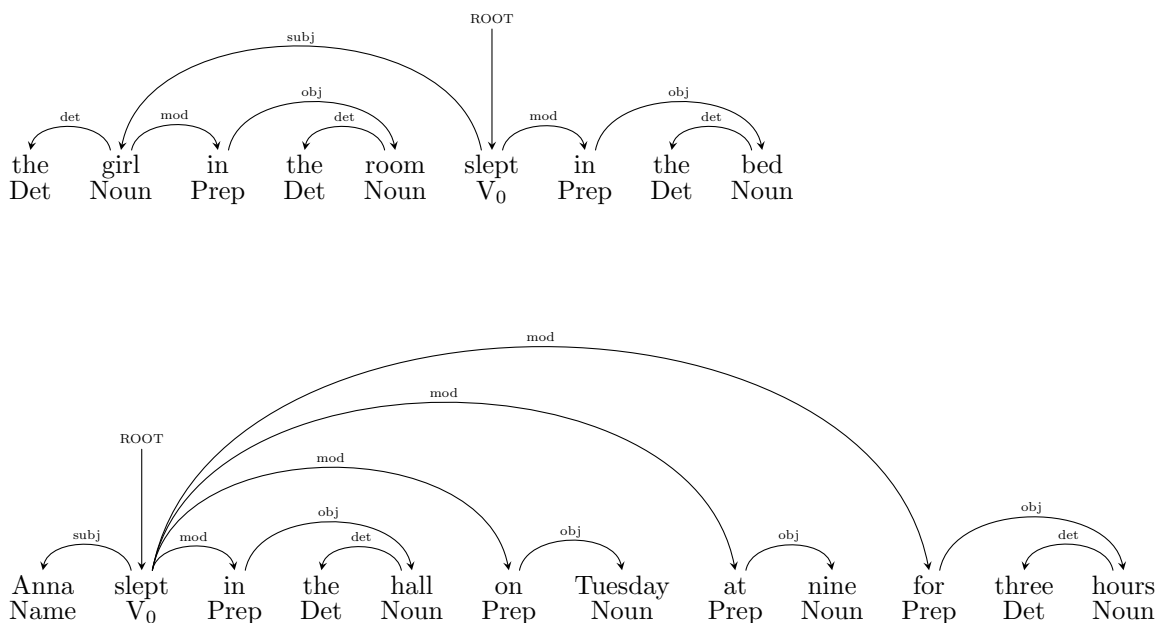 ROOT
subj
obj obj
det mod det mod det
the girl in the room slept in the bed
Det Noun Prep Det Noun V0 Prep Det Noun
mod
mod
ROOT
mod
obj obj
subj mod det obj obj det
Anna slept in the hall on Tuesday at nine for three hours
Name V0 Prep Det Noun Prep Noun Prep Noun Prep Det Noun